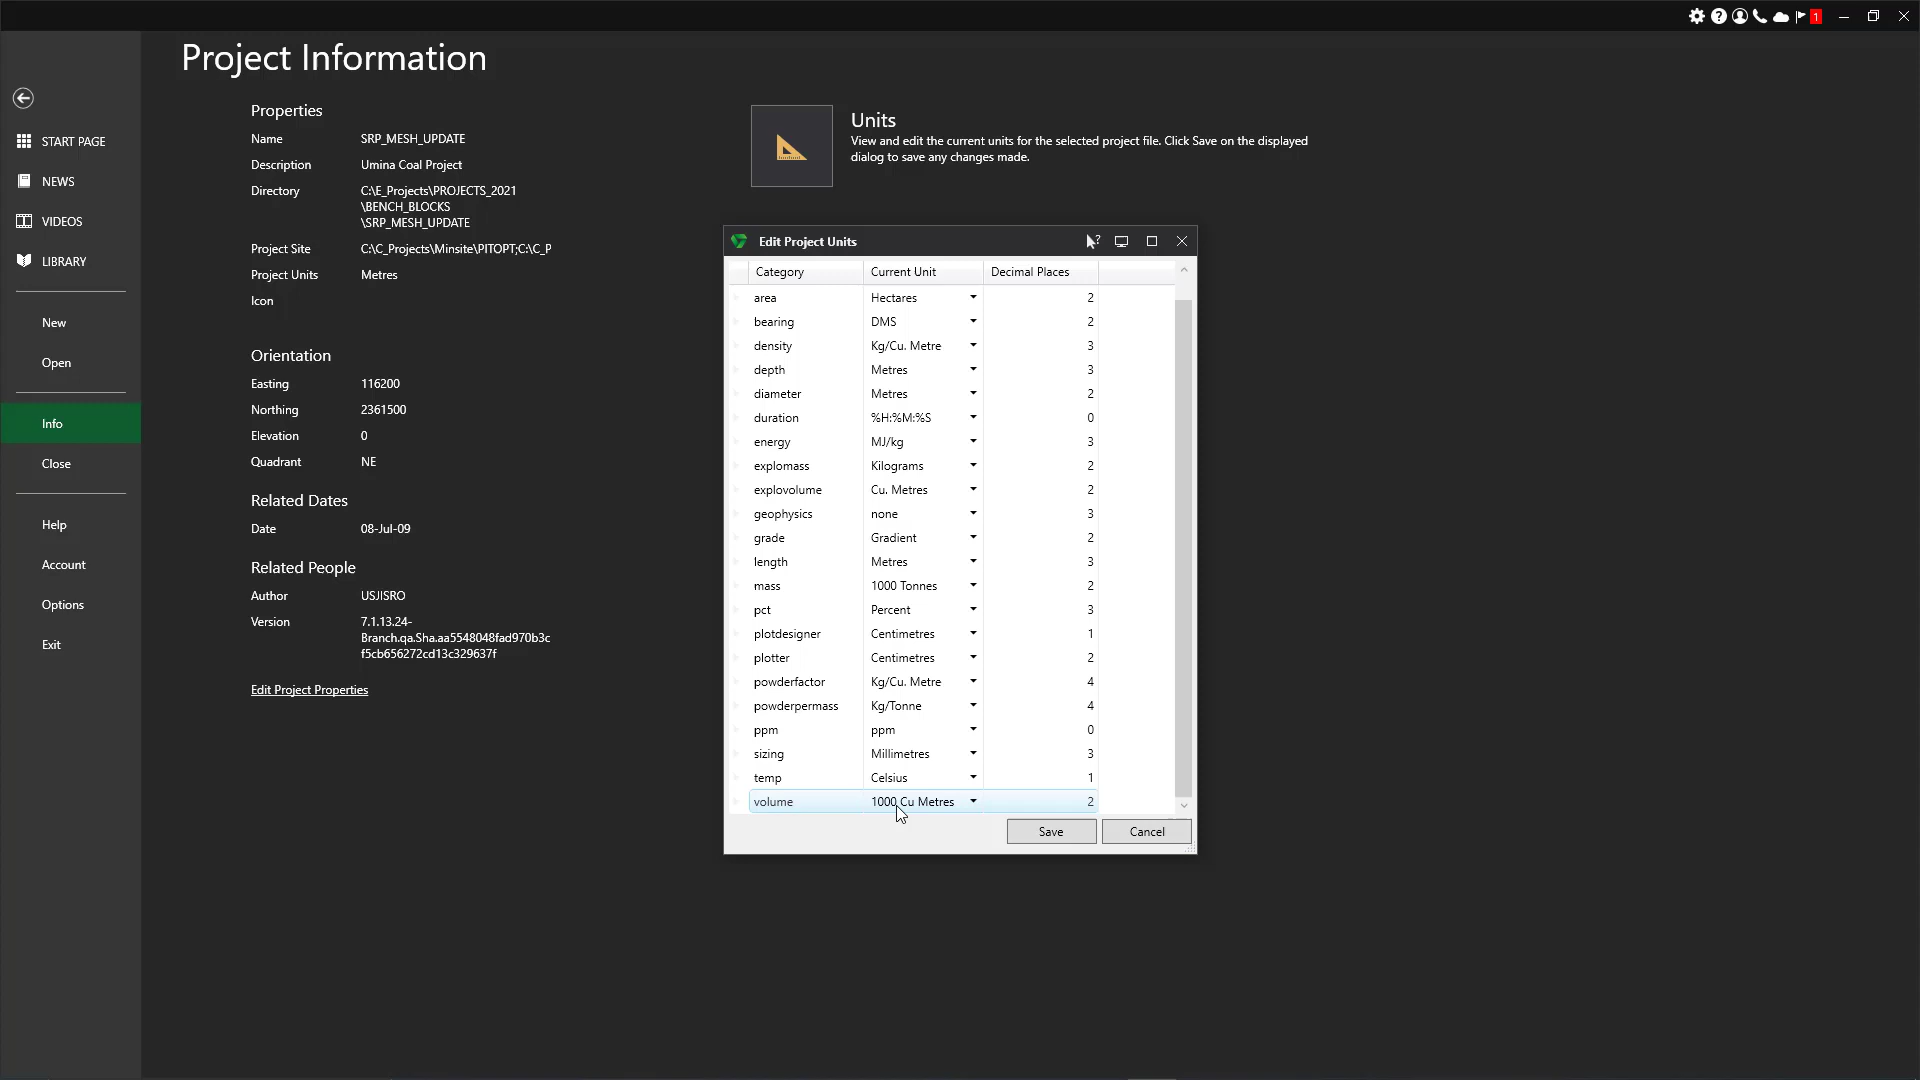 1
Project Information
START PAGE
NEWS
VIDEOS
LIBRARY
New
Open
Info
Close
Help
Account
Options
Exit
Properties
Name SRP_MESH_UPDATE
Description Umina Coal Project
Directory C:\E_Projects\PROJECTS_2021
\BENCH_BLOCKS
\SRP_MESH_UPDATE
Project Site C:\C_Projects\Minsite\PITOPT;C:\C_P
Project Units Metres
Icon
Orientation
Easting 116200
Northing 2361500
Elevation 0
Quadrant NE
Related Dates
Date 08-Jul-09
Related People
Author USJISRO
Version 7.1.13.24-
Branch.qa.Sha.aa5548048fad970b3c
f5cb656272cd13c329637f
Edit Project Properties
Units
View and edit the current units for the selected project file. Click Save on the displayed
dialog to save any changes made.
Edit Project Units
Category Current Unit Decimal Places
area Hectares 2
bearing DMS 2
density Kg/Cu. Metre 3
depth Metres 3
diameter Metres 2
duration %H:%M:%S 0
energy MJ/kg 3
explomass Kilograms 2
explovolume Cu. Metres 2
geophysics none 3
grade Gradient 2
length Metres 3
mass 1000 Tonnes 2
pct Percent 3
plotdesigner Centimetres 1
plotter Centimetres 2
powderfactor Kg/Cu. Metre 4
powderpermass Kg/Tonne 4
ppm ppm 0
sizing Millimetres 3
temp Celsius 1
volume 1000 Cu Metres 2
Save Cancel